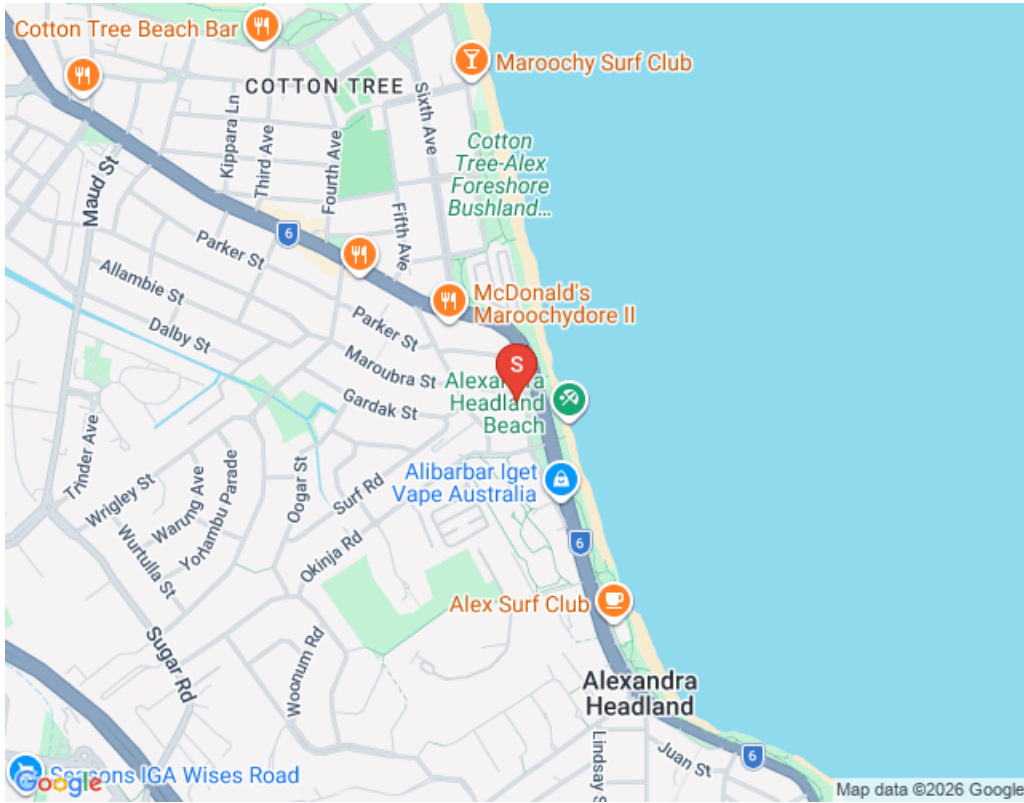 Cotton Tree Beach Bar
Maroochy Surf Club
COTTON TREE
Kippara Ln
Third Ave
Fourth Ave
Sixth Ave
Fifth Ave
Maud St
Cotton
Tree-Alex
Foreshore
Bushland...
6
Parker St
Allambie St
Dalby St
McDonald's
Maroochydore II
Parker St
Maroubra St
Gardak St
S
Alexandra
Headland
Beach
Trinder Ave
Wrigley St
Warung Ave
Yorlambu Parade
Wurtulla St
Oogar St
Surf Rd
Okinja Rd
Alibarbar Iget
Vape Australia
6
Alex Surf Club
Sugar Rd
Woonum Rd
Alexandra
Headland
Lindsay S
Juan St
6
Seasons IGA Wises Road
Google
Map data ©2026 Google